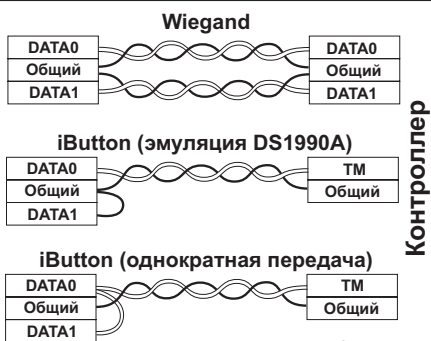 Wiegand
DATA0 DATA0
Общий Общий
DATA1 DATA1
iButton (эмуляция DS1990A)
DATA0 TM
Общий Общий
DATA1
iButton (однократная передача)
DATA0 TM
Общий Общий
DATA1
Контроллер